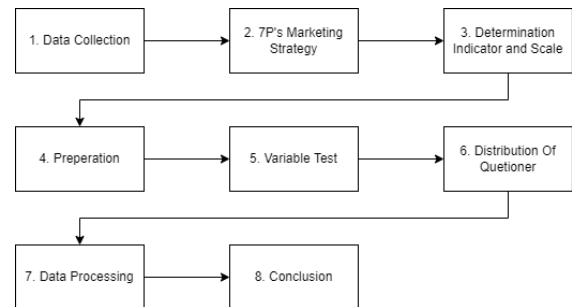 1. Data Collection
2. 7P's Marketing
Strategy
3. Determination
Indicator and Scale
4. Preperation
5. Variable Test
6. Distribution Of
Quetioner
7. Data Processing
8. Conclusion